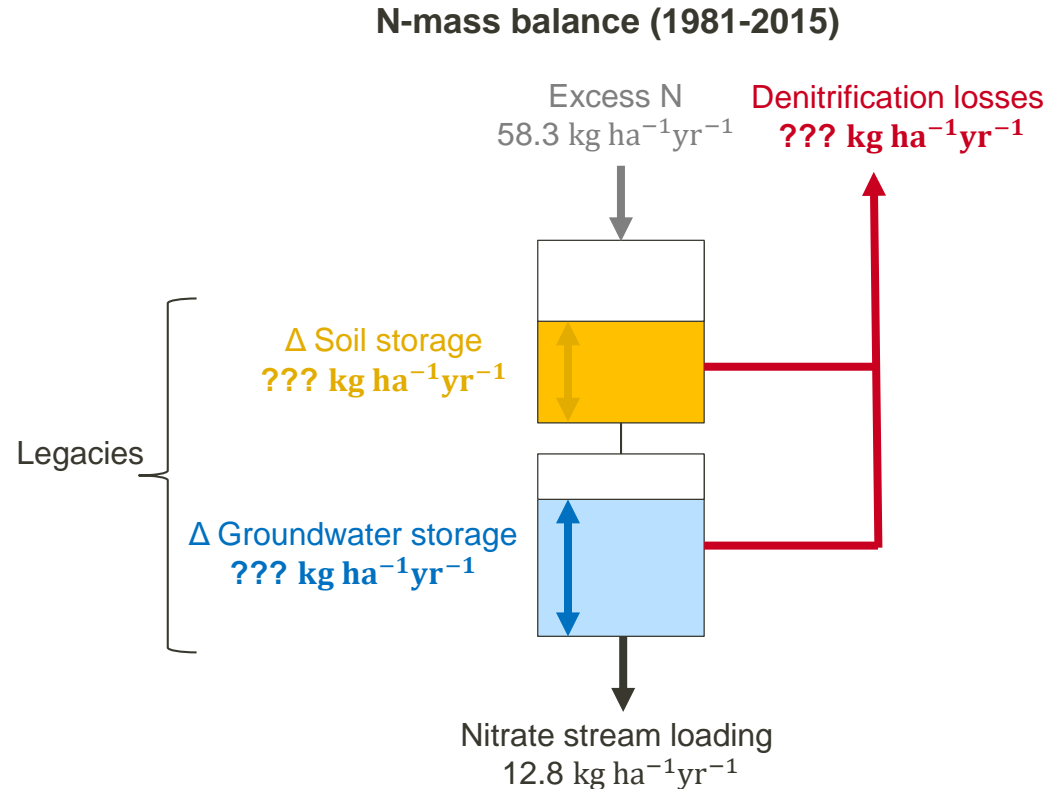 N-mass balance (1981-2015)
Excess N
58.3 kg ha⁻¹yr⁻¹
Denitrification losses
??? kg ha⁻¹yr⁻¹
Δ Soil storage
??? kg ha⁻¹yr⁻¹
Legacies
Δ Groundwater storage
??? kg ha⁻¹yr⁻¹
Nitrate stream loading
12.8 kg ha⁻¹yr⁻¹